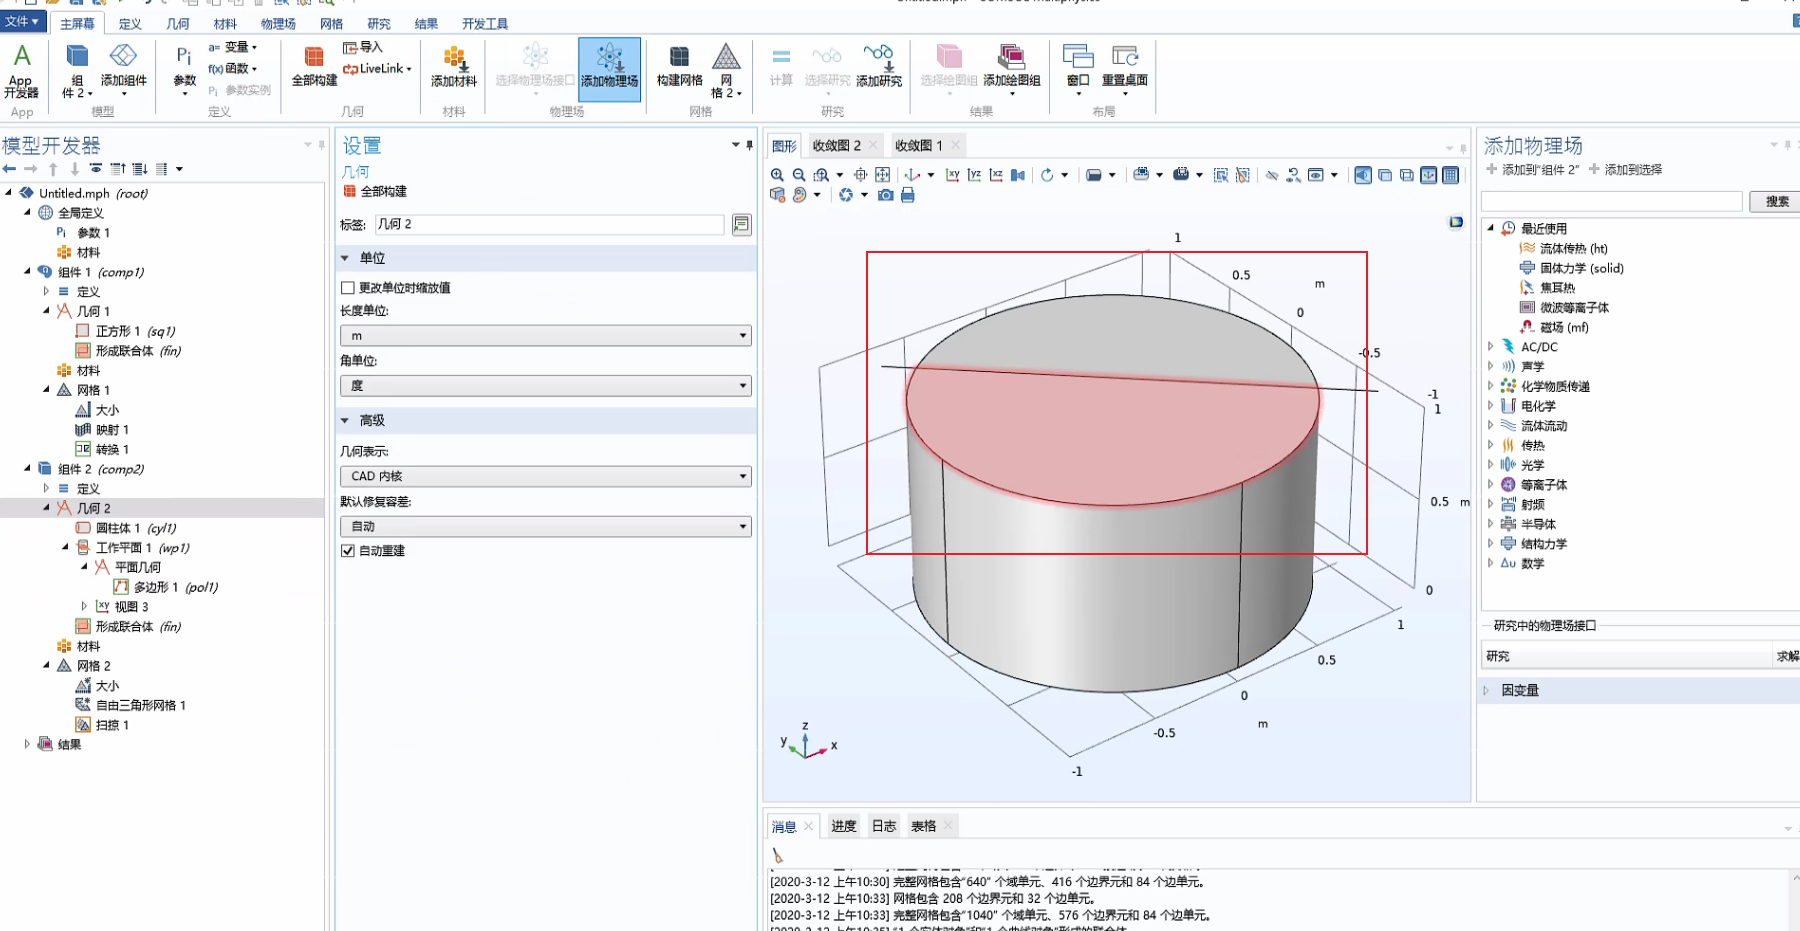 文件 主屏幕 定义 几何 材料 物理场 网格 研究 结果 开发工具
App 开发器
App
组件 2
添加组件
模型
参数
a= 变量
f(x) 函数
Pi 参数实例
定义
全部构建
导入
LiveLink
几何
添加材料
材料
选择物理场接口
添加物理场
物理场
构建网格
网格 2
网格
计算
选择研究
添加研究
研究
选择绘图组
添加绘图组
结果
窗口
重置桌面
布局
模型开发器
Untitled.mph (root)
全局定义
Pi 参数 1
材料
组件 1 (comp1)
定义
几何 1
正方形 1 (sq1)
形成联合体 (fin)
材料
网格 1
大小
映射 1
转换 1
组件 2 (comp2)
定义
几何 2
圆柱体 1 (cyl1)
工作平面 1 (wp1)
平面几何
多边形 1 (pol1)
视图 3
形成联合体 (fin)
材料
网格 2
大小
自由三角形网格 1
扫掠 1
结果
设置
几何
全部构建
标签: 几何 2
单位
更改单位时缩放值
长度单位:
m
角单位:
度
高级
几何表示:
CAD 内核
默认修复容差:
自动
自动重建
图形 收敛图 2 收敛图 1
xy yz xz
1
0.5
m
0
-0.5
-1
1
0.5 m
0
1
0.5
0
m
-0.5
-1
z
y
x
消息 进度 日志 表格
[2020-3-12 上午10:30] 完整网格包含“640” 个域单元、416 个边界元和 84 个边单元。
[2020-3-12 上午10:33] 网格包含 208 个边界元和 32 个边单元。
[2020-3-12 上午10:33] 完整网格包含“1040” 个域单元、576 个边界元和 84 个边单元。
添加物理场
添加到“组件 2” 添加到选择
搜索
最近使用
流体传热 (ht)
固体力学 (solid)
焦耳热
微波等离子体
磁场 (mf)
AC/DC
声学
化学物质传递
电化学
流体流动
传热
光学
等离子体
射频
半导体
结构力学
Δu 数学
研究中的物理场接口
研究 求解
因变量